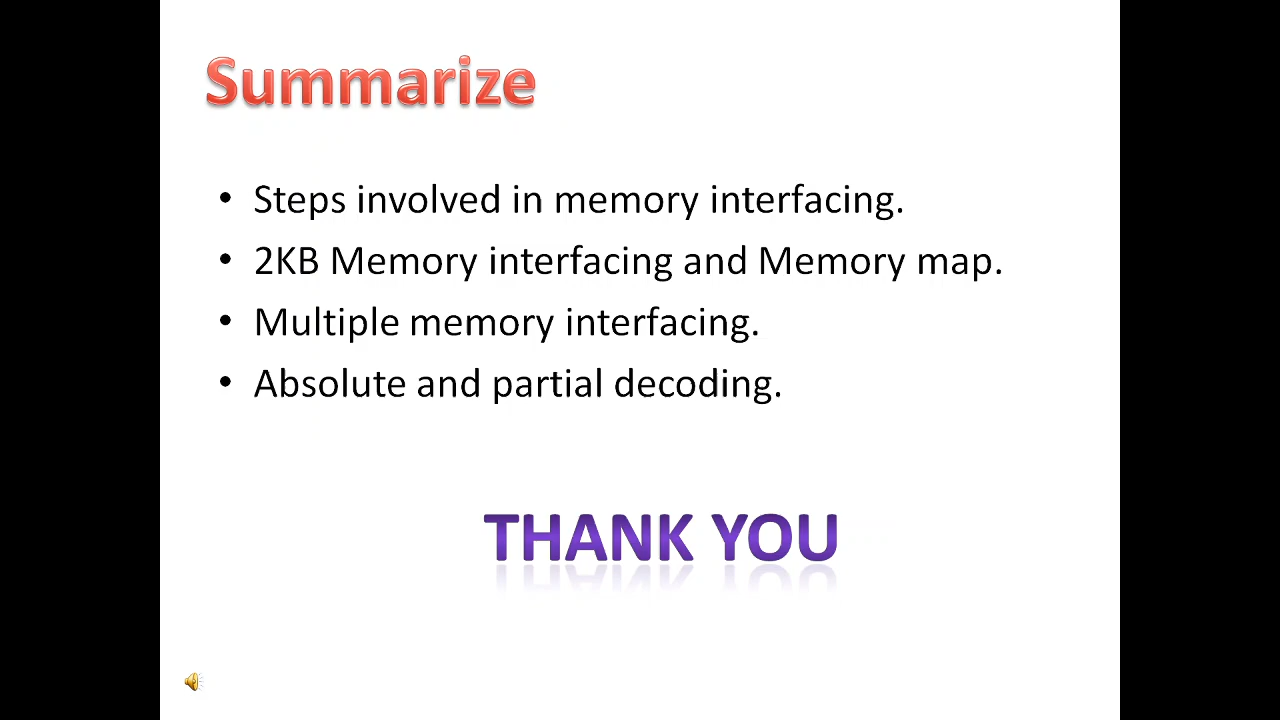 Summarize
• Steps involved in memory interfacing.
• 2KB Memory interfacing and Memory map.
• Multiple memory interfacing.
• Absolute and partial decoding.
THANK YOU